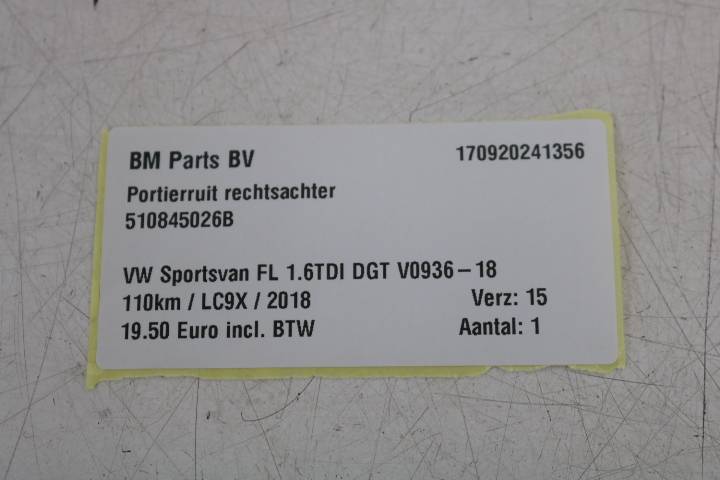 BM Parts BV 170920241356
Portierruit rechtsachter
510845026B
VW Sportsvan FL 1.6TDI DGT V0936-18
110km / LC9X / 2018 Verz: 15
19.50 Euro incl. BTW Aantal: 1